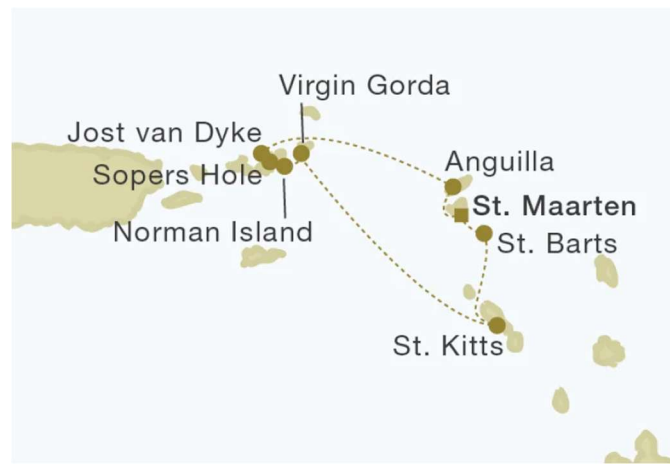 Virgin Gorda
Jost van Dyke
Anguilla
Sopers Hole
St. Maarten
Norman Island
St. Barts
St. Kitts